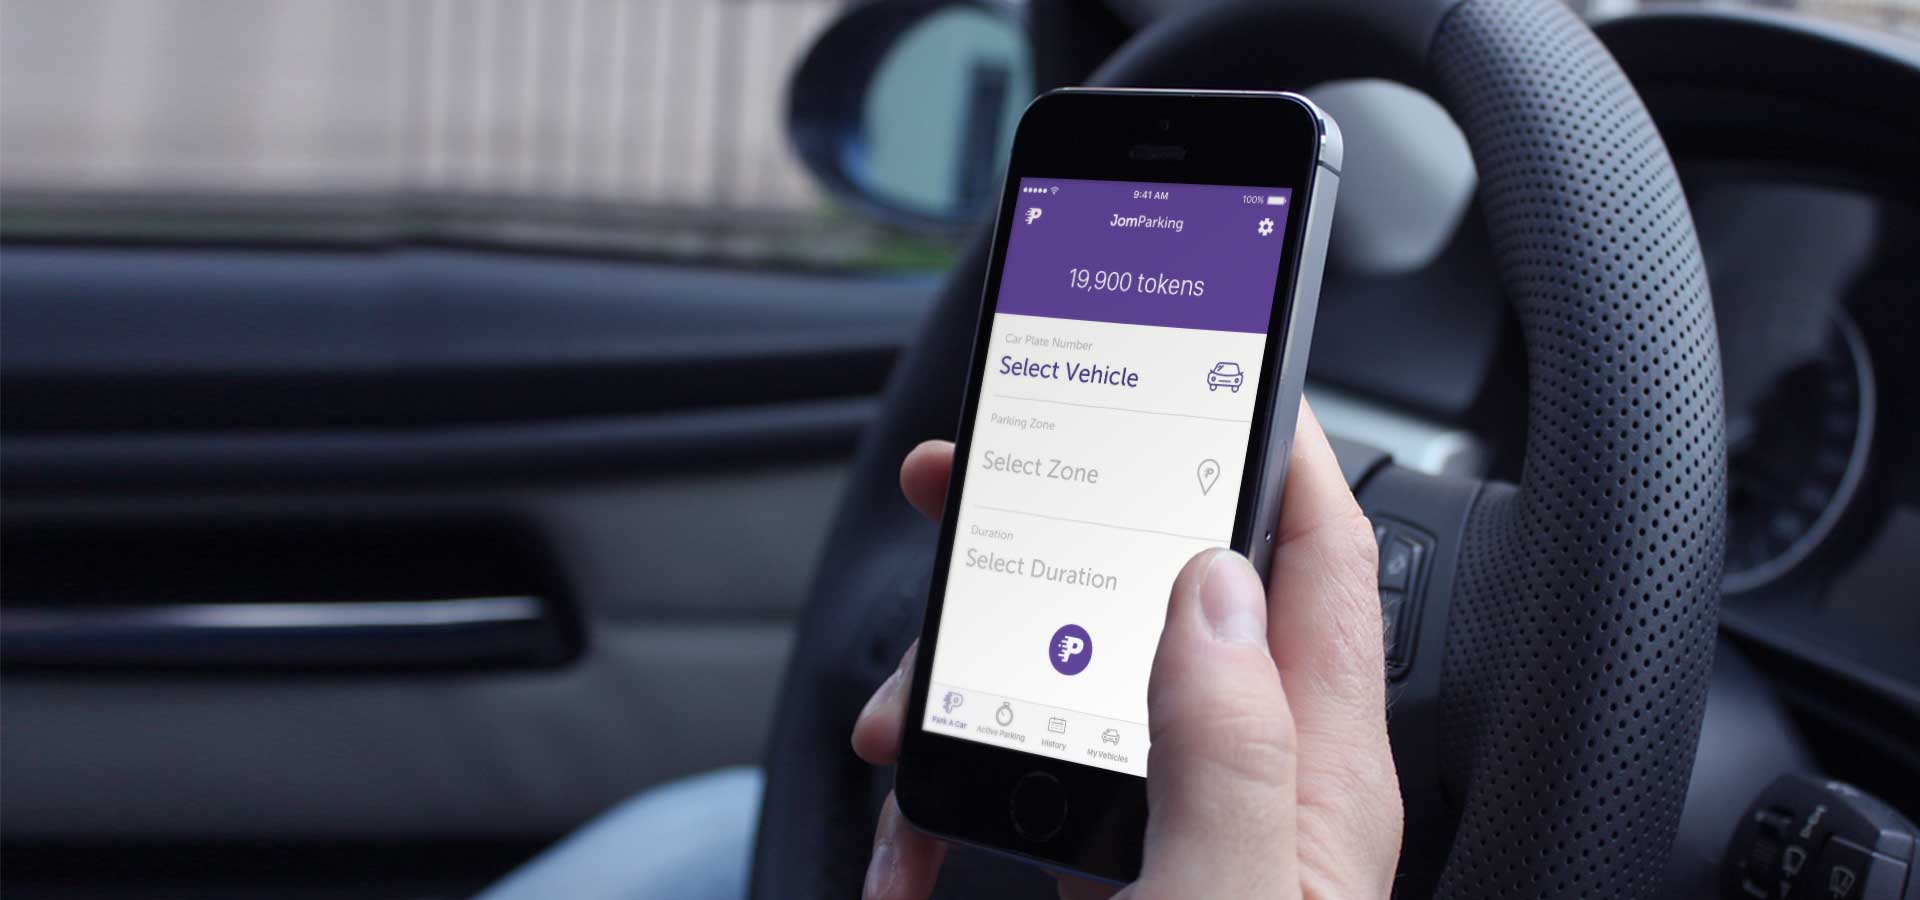 9:41 AM
100%
JomParking
19,900 tokens
Car Plate Number
Select Vehicle
Parking Zone
Select Zone
Duration
Select Duration
Park A Car
Active Parking
History
My Vehicles